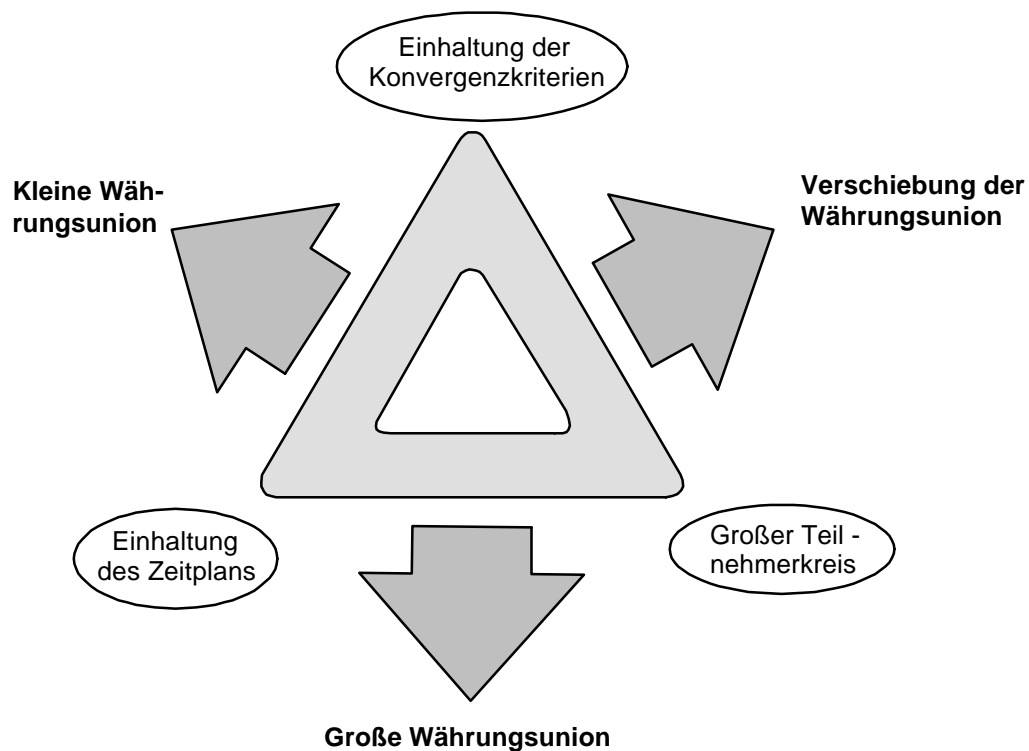 Einhaltung der
Konvergenzkriterien
Kleine Wäh-
rungsunion
Verschiebung der
Währungsunion
Einhaltung
des Zeitplans
Großer Teil -
nehmerkreis
Große Währungsunion